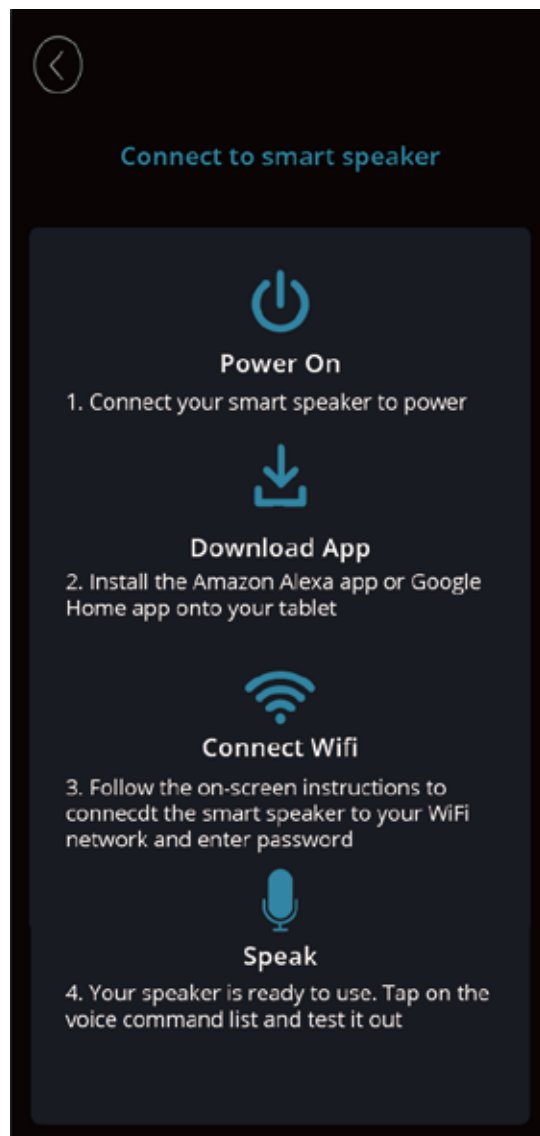 Connect to smart speaker
Power On
1. Connect your smart speaker to power
Download App
2. Install the Amazon Alexa app or Google
Home app onto your tablet
Connect Wifi
3. Follow the on-screen instructions to
connecdt the smart speaker to your WiFi
network and enter password
Speak
4. Your speaker is ready to use. Tap on the
voice command list and test it out